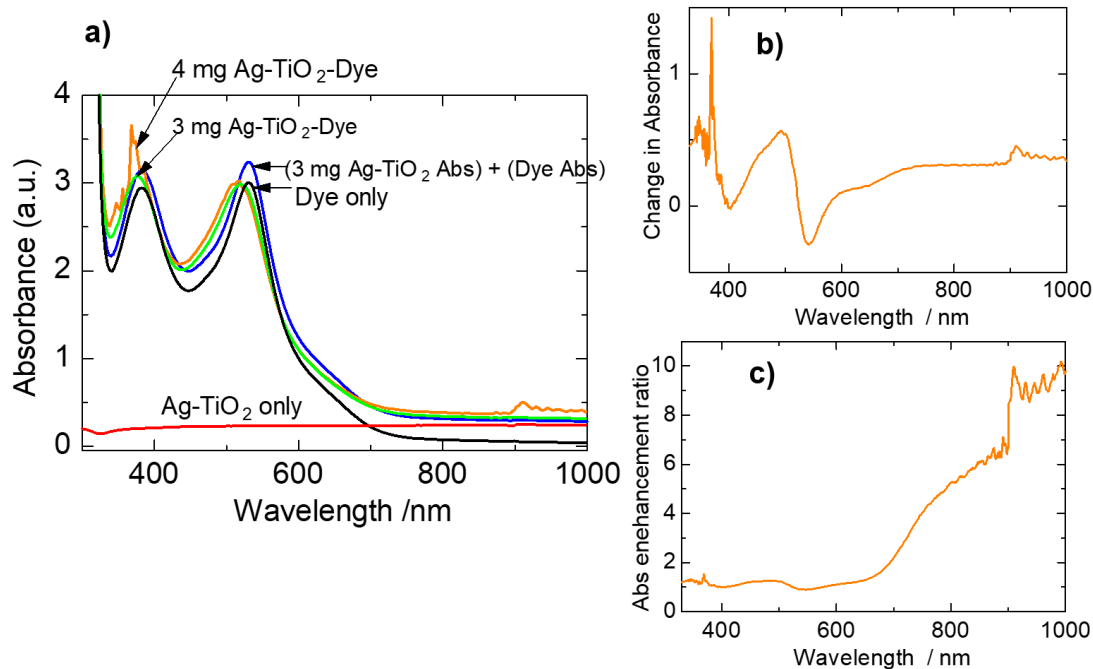 a)
4 mg Ag-TiO2-Dye
3 mg Ag-TiO2-Dye
(3 mg Ag-TiO2 Abs) + (Dye Abs)
Dye only
Ag-TiO2 only
Absorbance (a.u.)
4
3
2
1
0
400 600 800 1000
Wavelength /nm
b)
Change in Absorbance
1
0
400 600 800 1000
Wavelength / nm
c)
Abs enehancement ratio
10
8
6
4
2
0
400 600 800 1000
Wavelength / nm